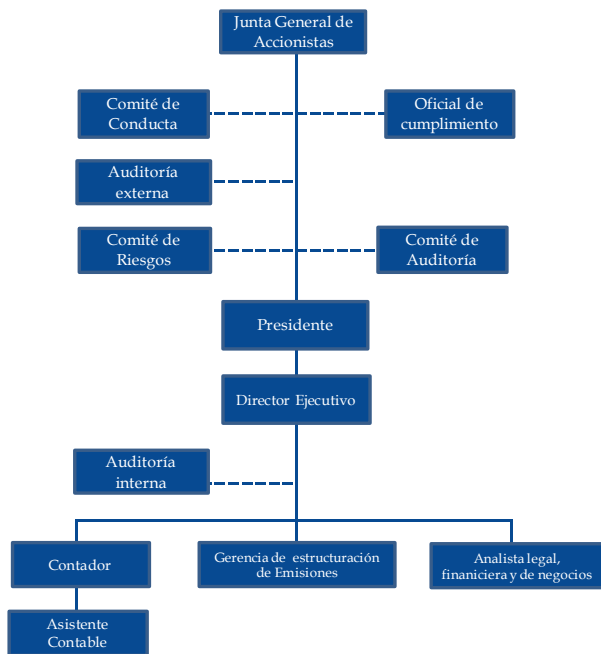 Junta General de
Accionistas
Comité de
Conducta
Oficial de
cumplimiento
Auditoría
externa
Comité de
Riesgos
Comité de
Auditoría
Presidente
Director Ejecutivo
Auditoría
interna
Contador
Gerencia de estructuración
de Emisiones
Analista legal,
finaniciera y de negocios
Asistente
Contable